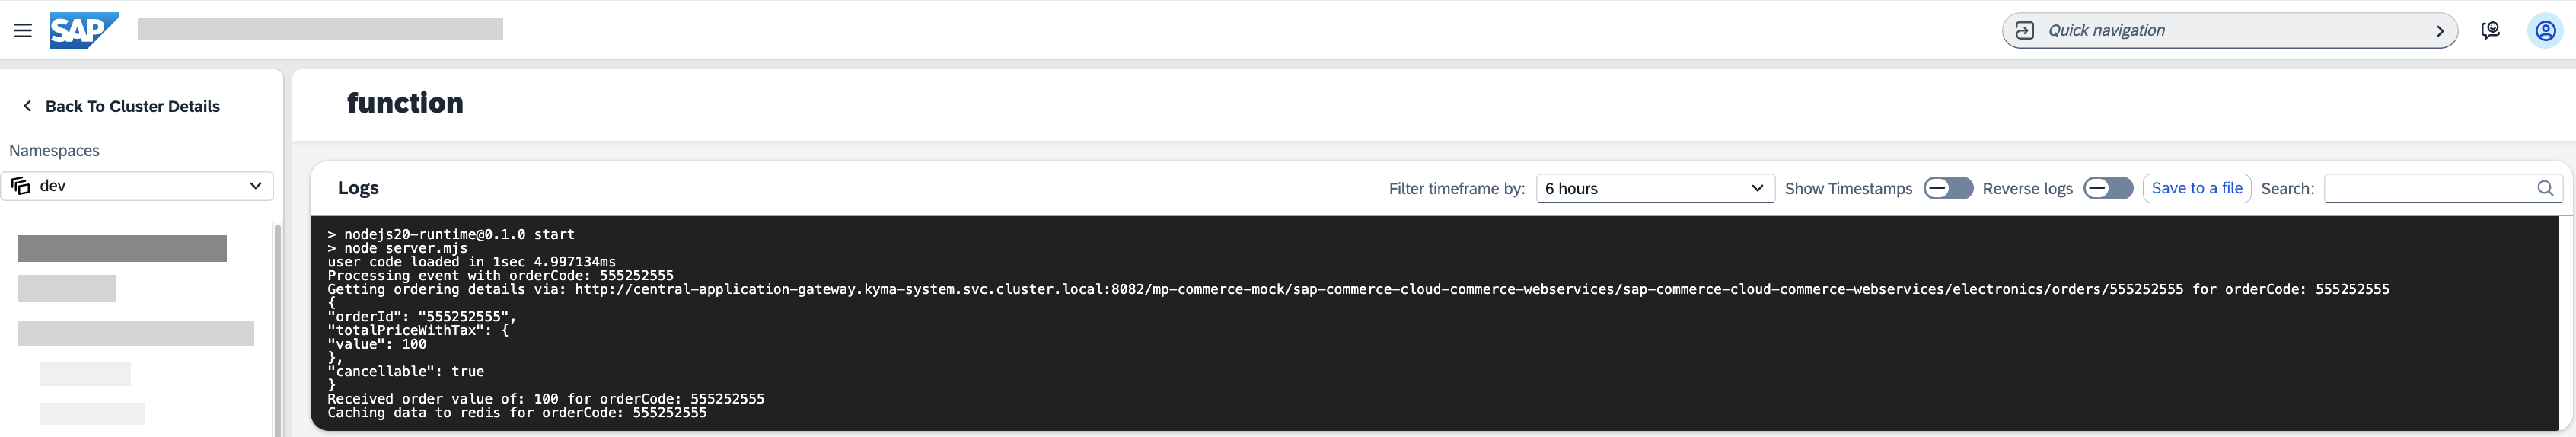 SAP
Quick navigation
Back To Cluster Details
Namespaces
dev
function
Logs
Filter timeframe by: 6 hours Show Timestamps Reverse logs Save to a file Search:
> nodejs20-runtime@0.1.0 start
> node server.mjs
user code loaded in 1sec 4.997134ms
Processing event with orderCode: 555252555
Getting ordering details via: http://central-application-gateway.kyma-system.svc.cluster.local:8082/mp-commerce-mock/sap-commerce-cloud-commerce-webservices/sap-commerce-cloud-commerce-webservices/electronics/orders/555252555 for orderCode: 555252555
{
"orderId": "555252555",
"totalPriceWithTax": {
"value": 100
},
"cancellable": true
}
Received order value of: 100 for orderCode: 555252555
Caching data to redis for orderCode: 555252555